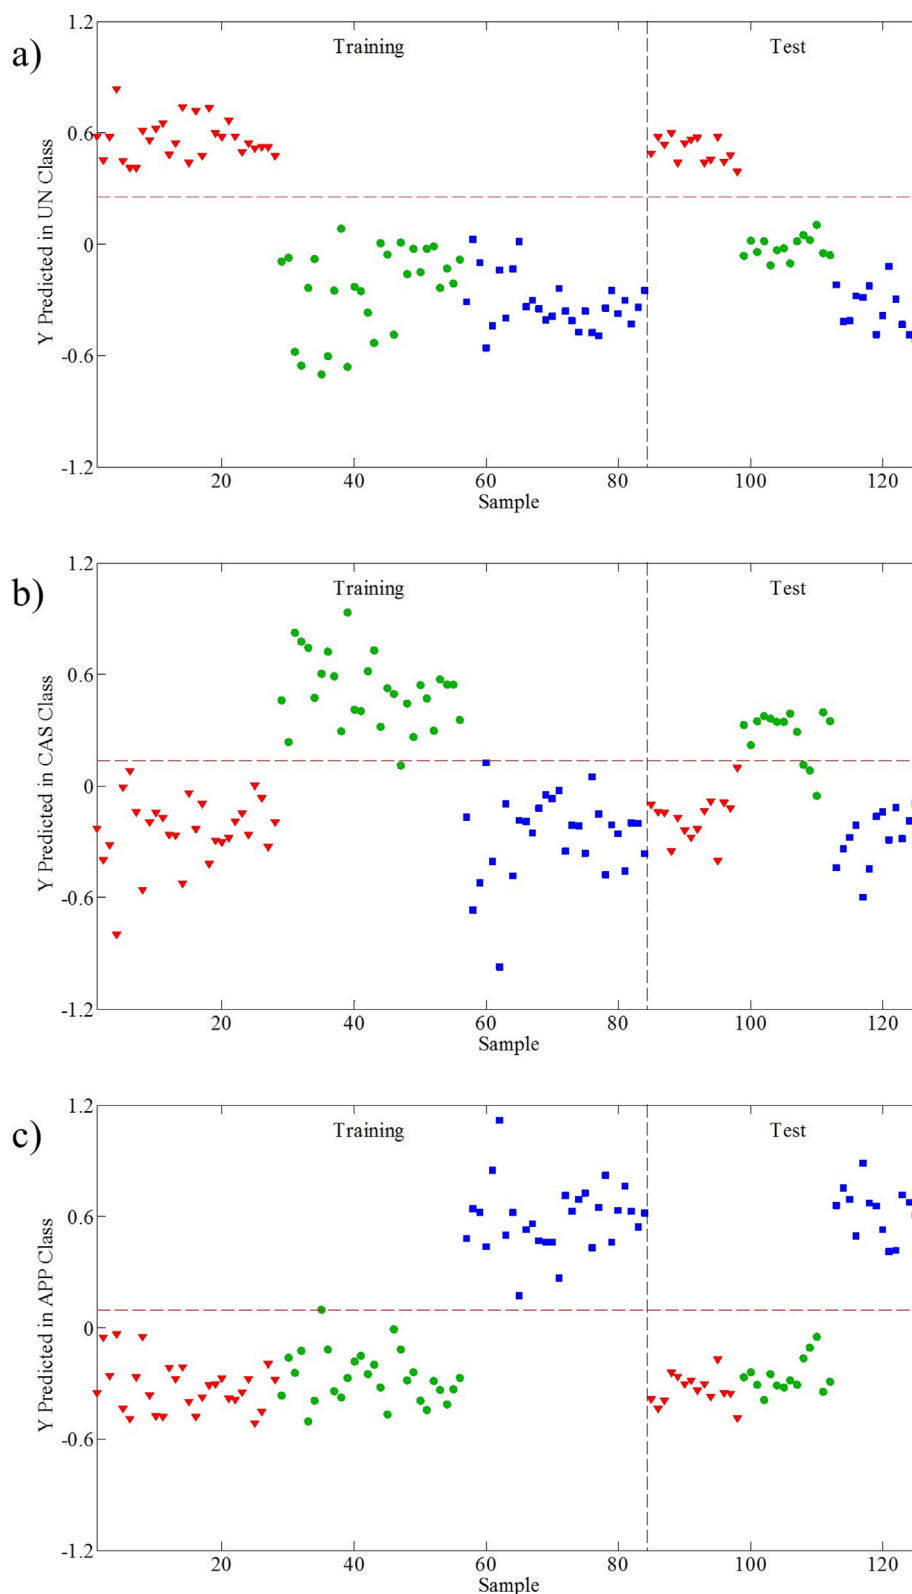 a)
Training
Test
Y Predicted in UN Class
1.2
0.6
0
-0.6
-1.2
20
40
60
80
100
120
Sample
b)
Training
Test
Y Predicted in CAS Class
1.2
0.6
0
-0.6
-1.2
20
40
60
80
100
120
Sample
c)
Training
Test
Y Predicted in APP Class
1.2
0.6
0
-0.6
-1.2
20
40
60
80
100
120
Sample